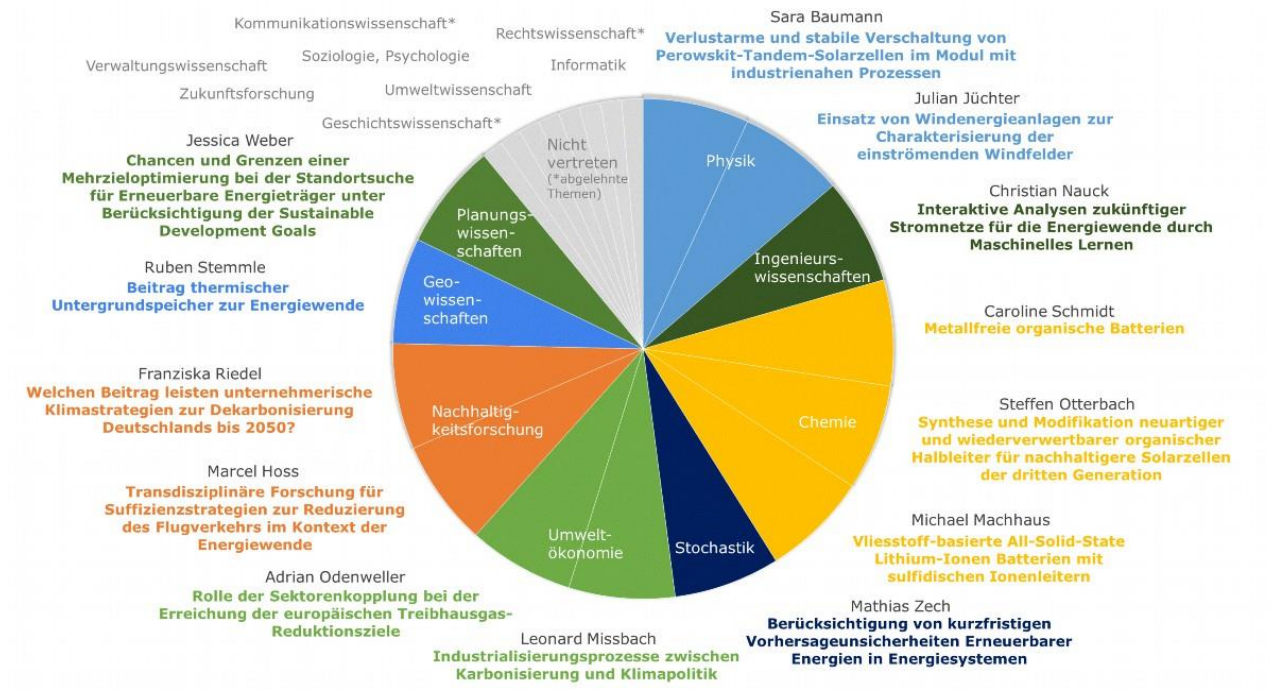 Kommunikationswissenschaft*
Rechtswissenschaft*
Soziologie, Psychologie
Informatik
Verwaltungswissenschaft
Umweltwissenschaft
Zukunftsforschung
Geschichtswissenschaft*
Nicht
vertreten
(*abgelehnte
Themen)
Sara Baumann
Verlustarme und stabile Verschaltung von
Perowskit-Tandem-Solarzellen im Modul mit
industrienahen Prozessen
Julian Jüchter
Einsatz von Windenergieanlagen zur
Charakterisierung der
einströmenden Windfelder
Physik
Christian Nauck
Interaktive Analysen zukünftiger
Stromnetze für die Energiewende durch
Maschinelles Lernen
Ingenieurs-
wissenschaften
Caroline Schmidt
Metallfreie organische Batterien
Steffen Otterbach
Synthese und Modifikation neuartiger
und wiederverwertbarer organischer
Halbleiter für nachhaltigere Solarzellen
der dritten Generation
Chemie
Michael Machhaus
Vliesstoff-basierte All-Solid-State
Lithium-Ionen Batterien mit
sulfidischen Ionenleitern
Mathias Zech
Berücksichtigung von kurzfristigen
Vorhersageunsicherheiten Erneuerbarer
Energien in Energiesystemen
Stochastik
Leonard Missbach
Industrialisierungsprozesse zwischen
Karbonisierung und Klimapolitik
Umwelt-
ökonomie
Adrian Odenweller
Rolle der Sektorenkopplung bei der
Erreichung der europäischen Treibhausgas-
Reduktionsziele
Marcel Hoss
Transdisziplinäre Forschung für
Suffizienzstrategien zur Reduzierung
des Flugverkehrs im Kontext der
Energiewende
Nachhaltig-
keitsforschung
Franziska Riedel
Welchen Beitrag leisten unternehmerische
Klimastrategien zur Dekarbonisierung
Deutschlands bis 2050?
Ruben Stemmle
Beitrag thermischer
Untergrundspeicher zur Energiewende
Geo-
wissen-
schaften
Jessica Weber
Chancen und Grenzen einer
Mehrzieloptimierung bei der Standortsuche
für Erneuerbare Energieträger unter
Berücksichtigung der Sustainable
Development Goals
Planungs-
wissen-
schaften